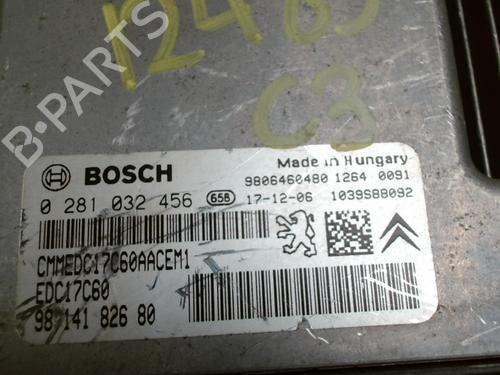 12485
C3
B-PARTS
BOSCH
Made in Hungary
9806460480 1264 0091
0 281 032 456 658 17-12-06 1039S88092
CMMEDC17C60AACEM1
EDC17C60
98 141 826 80